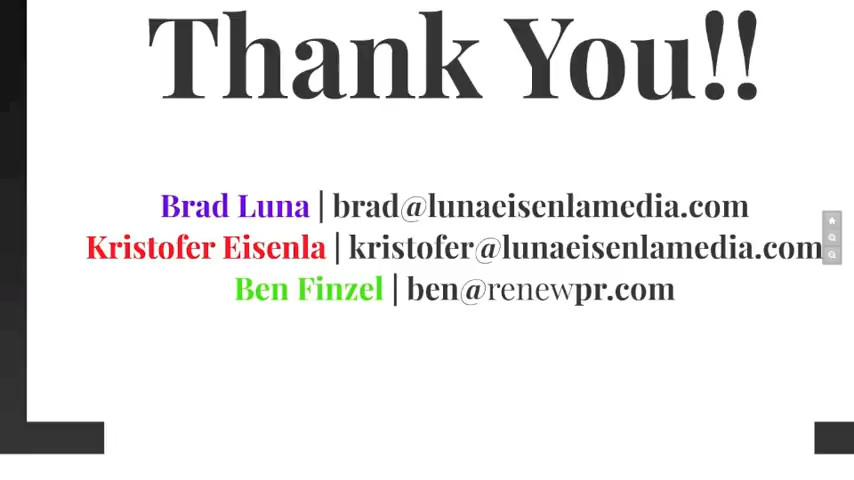 Thank You!!
Brad Luna | brad@lunaeisenlamedia.com
Kristofer Eisenla | kristofer@lunaeisenlamedia.com
Ben Finzel | ben@renewpr.com